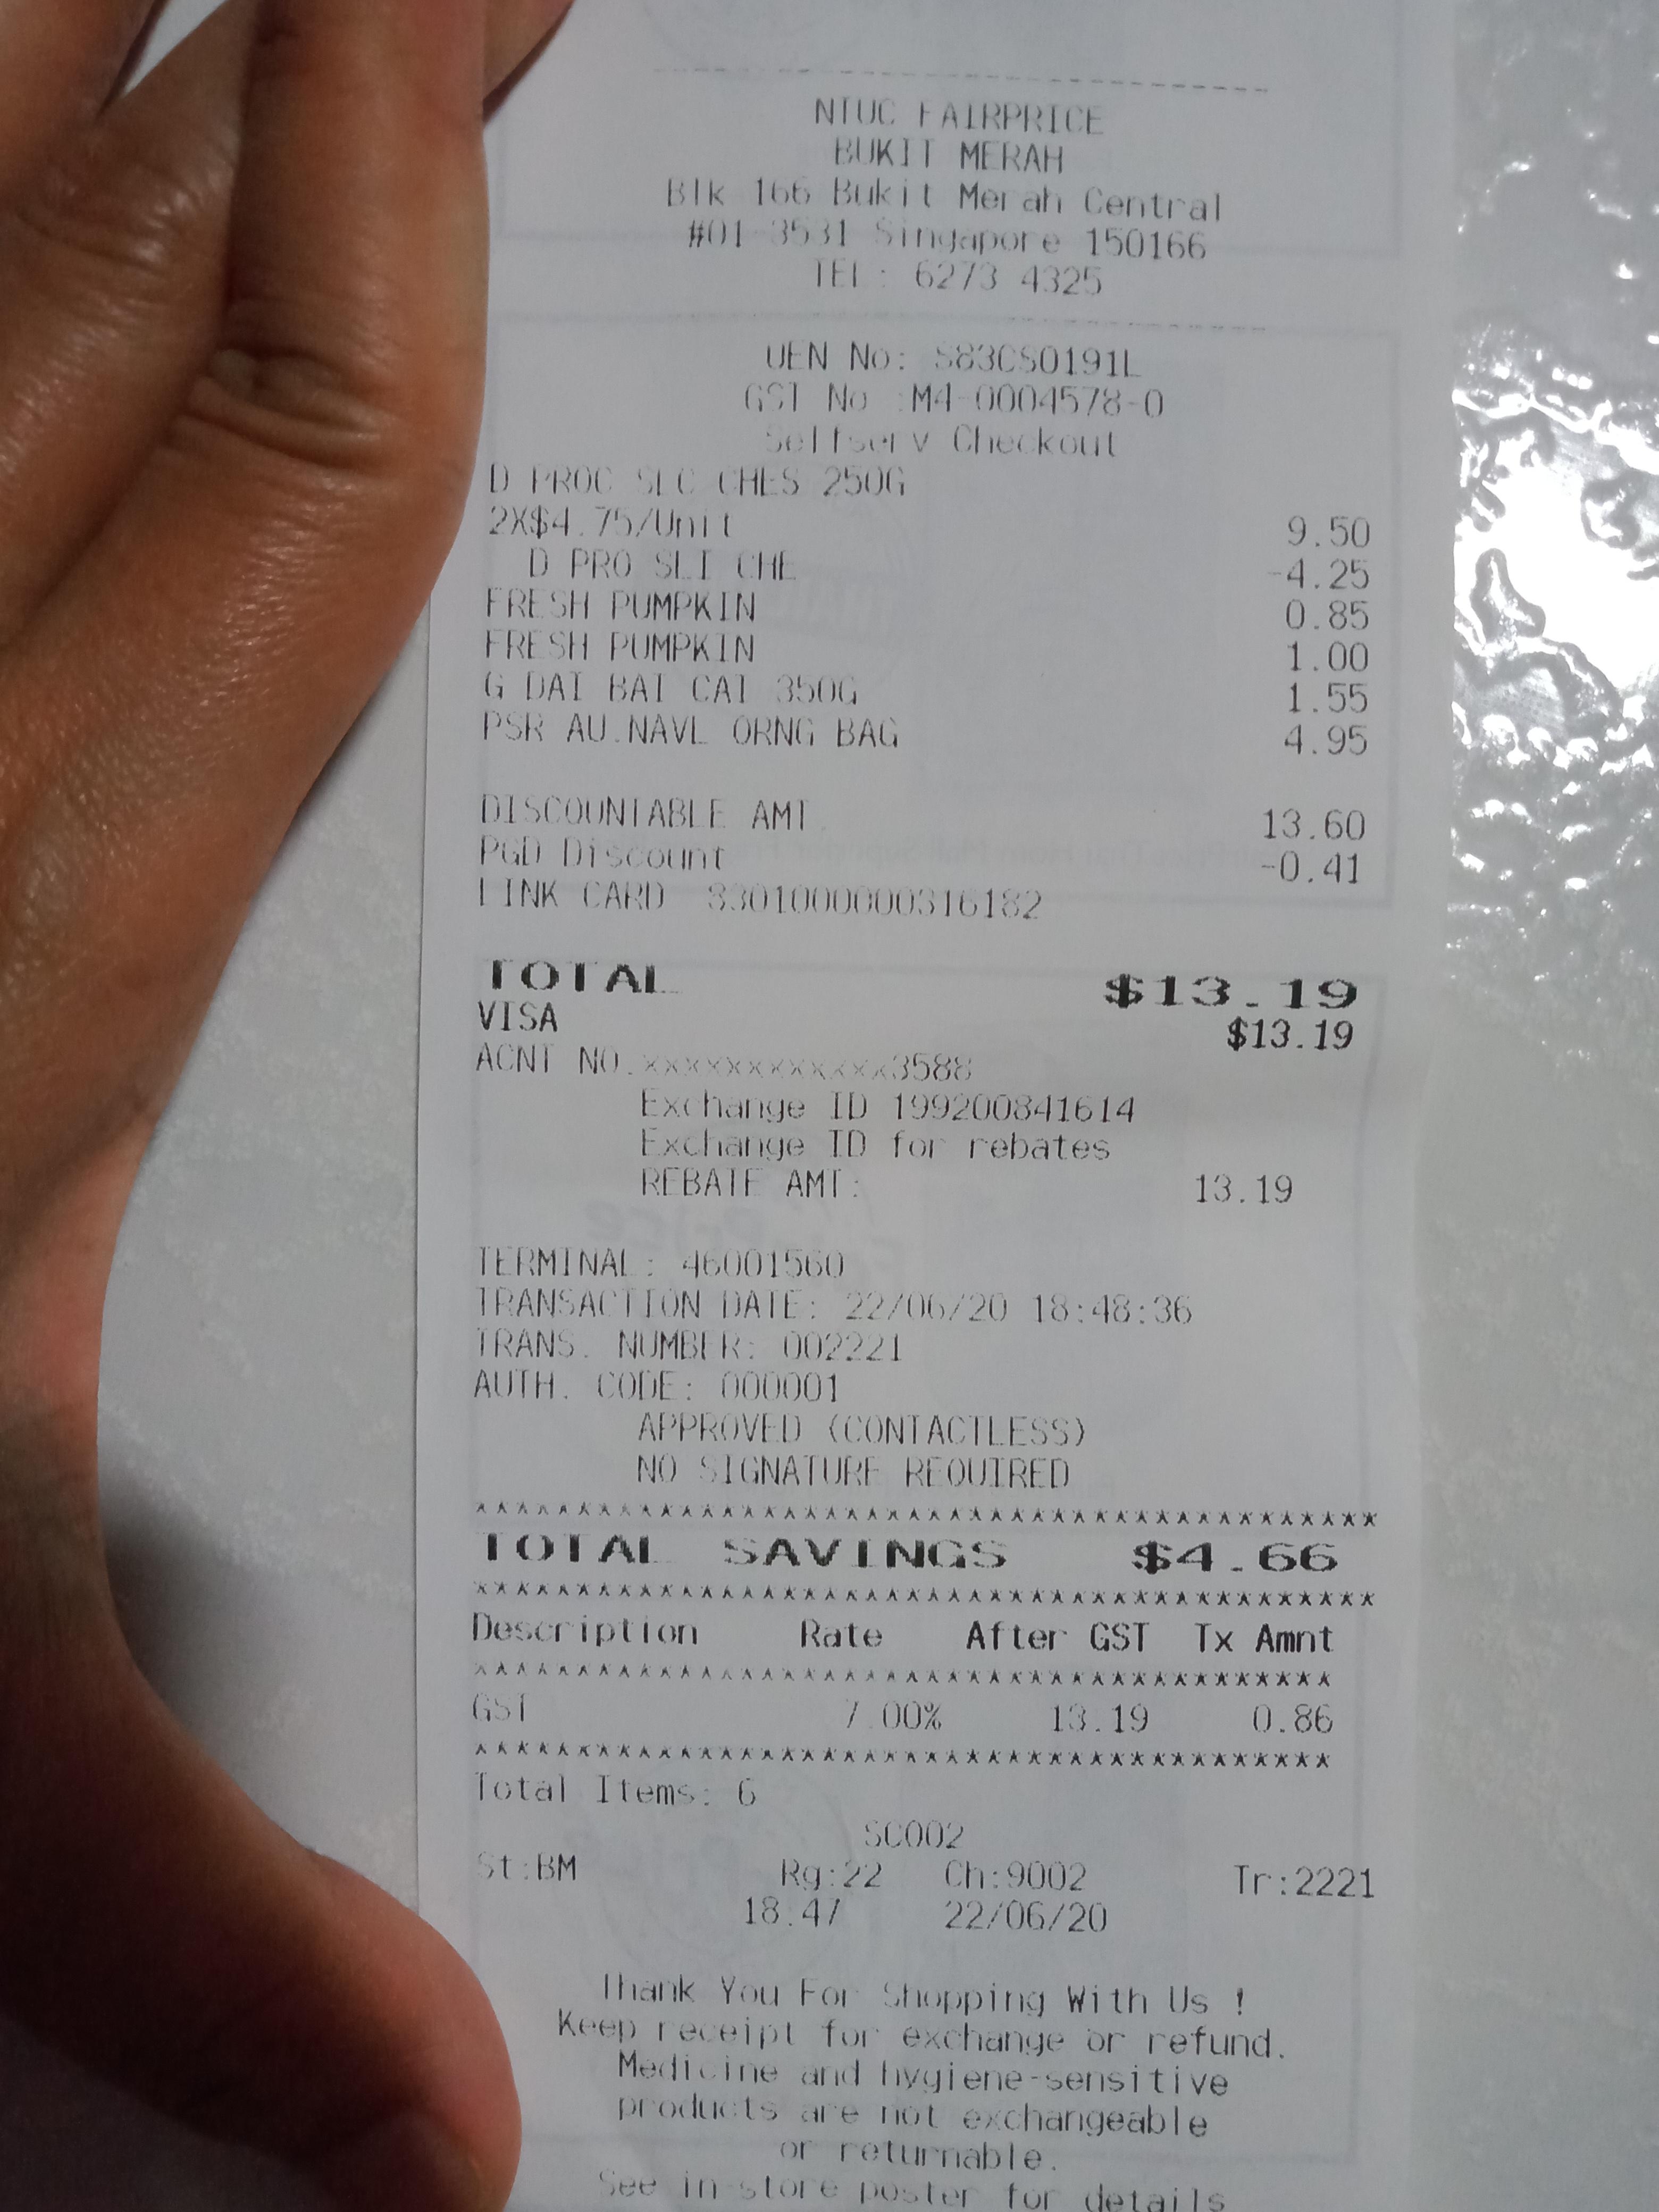 NTUC FAIRPRICE
BUKIT MERAH
Blk 166 Bukit Merah Central
#01-3531 Singapore 150166
TEL: 6273 4325
UEN No: S83CS0191L
GST No :M4-0004578-0
Selfserv Checkout
D PROC SLC CHES 250G
2X$4.75/Unit 9.50
D PRO SLI CHE -4.25
FRESH PUMPKIN 0.85
FRESH PUMPKIN 1.00
G DAI BAI CAI 350G 1.55
PSR AU.NAVL ORNG BAG 4.95
DISCOUNTABLE AMT 13.60
PGD Discount -0.41
LINK CARD 8301000000316182
TOTAL $13.19
VISA $13.19
ACNT NO.xxxxxxxxxxxx3588
Exchange ID 199200841614
Exchange ID for rebates
REBATE AMT: 13.19
TERMINAL: 46001560
TRANSACTION DATE: 22/06/20 18:48:36
TRANS. NUMBER: 002221
AUTH. CODE: 000001
APPROVED (CONTACTLESS)
NO SIGNATURE REQUIRED
********************************************
TOTAL SAVINGS $4.66
********************************************
Description Rate After GST Tx Amnt
******************************************
GST 7.00% 13.19 0.86
******************************************
Total Items: 6
SC002
St:BM Rg:22 Ch:9002 Tr:2221
18.47 22/06/20
Thank You For Shopping With Us !
Keep receipt for exchange or refund.
Medicine and hygiene-sensitive
products are not exchangeable
or returnable.
See in-store poster for details